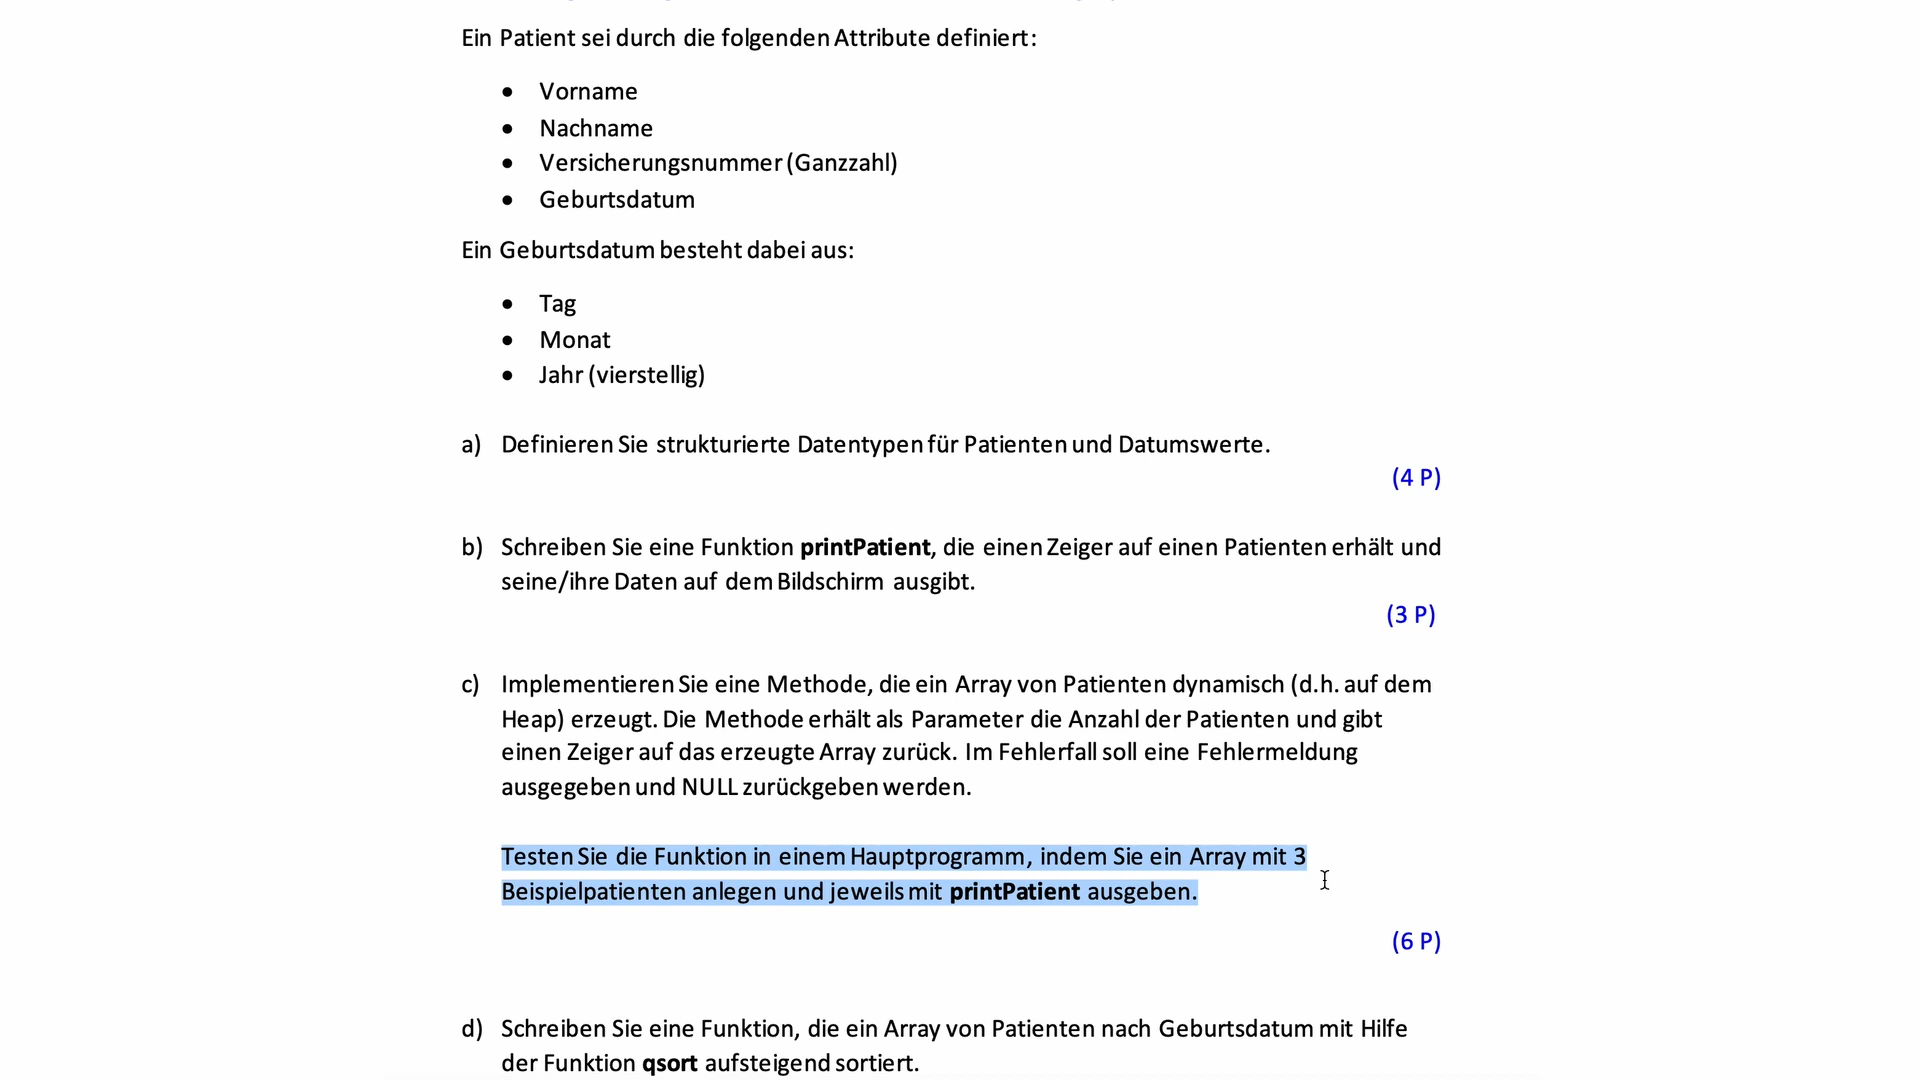 Ein Patient sei durch die folgenden Attribute definiert:
• Vorname
• Nachname
• Versicherungsnummer (Ganzzahl)
• Geburtsdatum
Ein Geburtsdatum besteht dabei aus:
• Tag
• Monat
• Jahr (vierstellig)
a) Definieren Sie strukturierte Datentypen für Patienten und Datumswerte.
(4 P)
b) Schreiben Sie eine Funktion printPatient, die einen Zeiger auf einen Patienten erhält und
seine/ihre Daten auf dem Bildschirm ausgibt.
(3 P)
c) Implementieren Sie eine Methode, die ein Array von Patienten dynamisch (d.h. auf dem
Heap) erzeugt. Die Methode erhält als Parameter die Anzahl der Patienten und gibt
einen Zeiger auf das erzeugte Array zurück. Im Fehlerfall soll eine Fehlermeldung
ausgegeben und NULL zurückgeben werden.
Testen Sie die Funktion in einem Hauptprogramm, indem Sie ein Array mit 3
Beispielpatienten anlegen und jeweils mit printPatient ausgeben.
(6 P)
d) Schreiben Sie eine Funktion, die ein Array von Patienten nach Geburtsdatum mit Hilfe
der Funktion qsort aufsteigend sortiert.